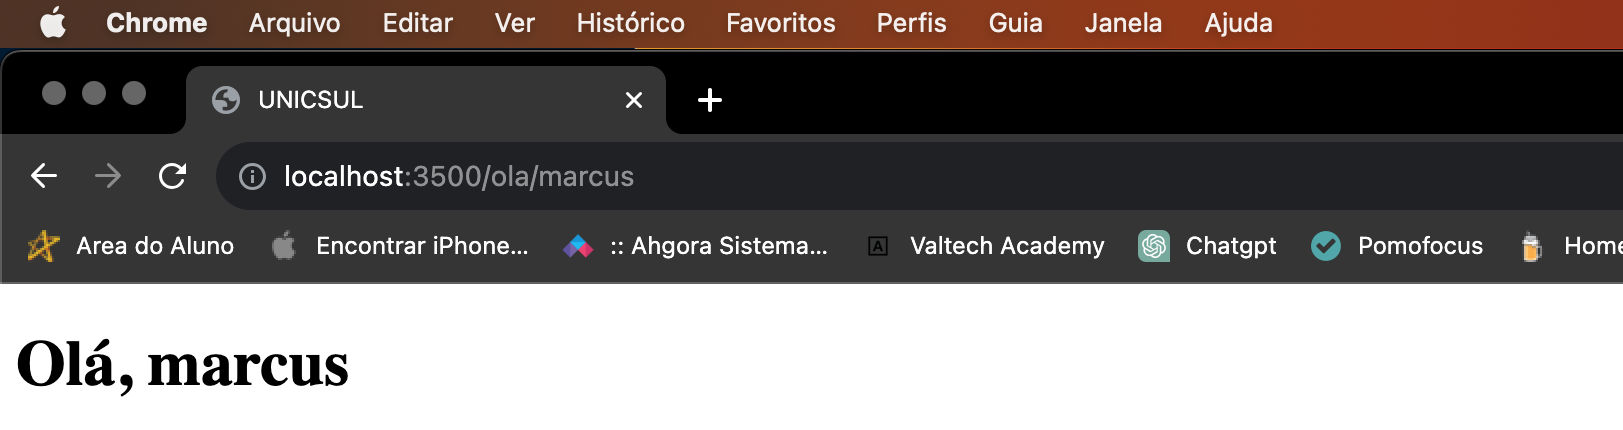 Chrome Arquivo Editar Ver Histórico Favoritos Perfis Guia Janela Ajuda
UNICSUL
localhost:3500/ola/marcus
Area do Aluno Encontrar iPhone... :: Ahgora Sistema... A Valtech Academy Chatgpt Pomofocus Home
Olá, marcus